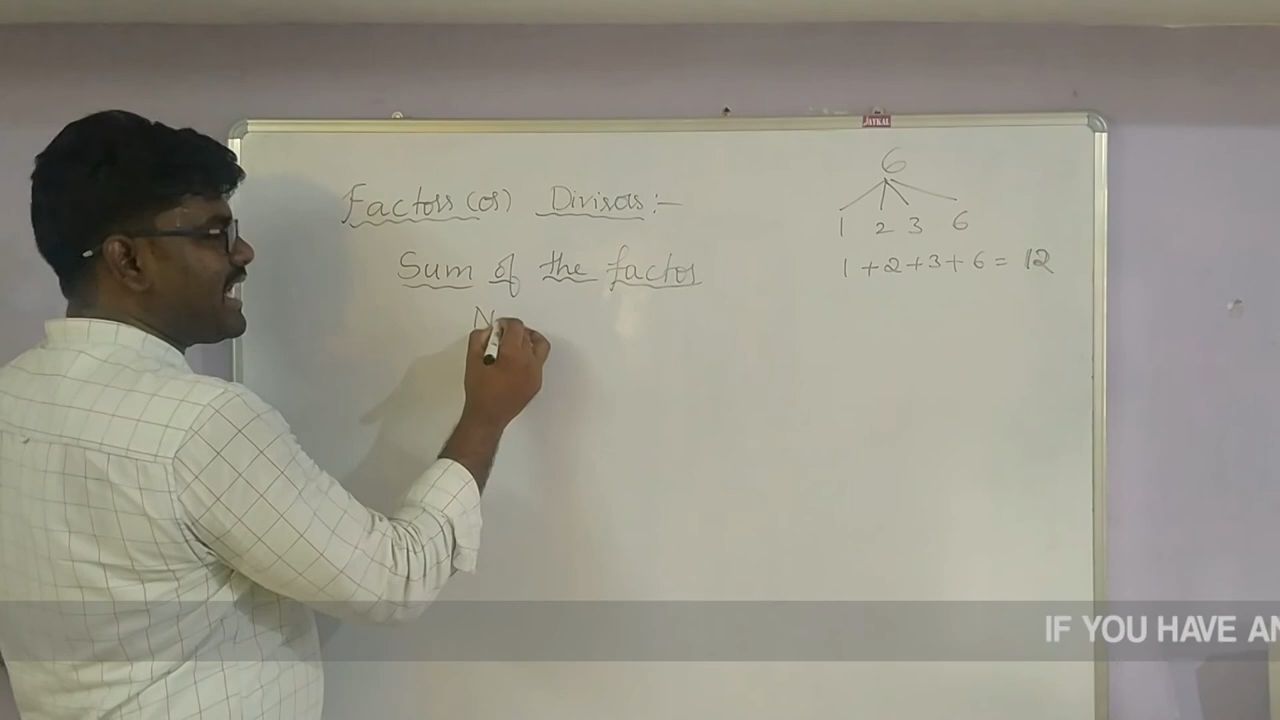 Factors (or) Divisors:-
Sum of the factor
N
6
1 2 3 6
1 + 2 + 3 + 6 = 12
JAYKAL
IF YOU HAVE AN